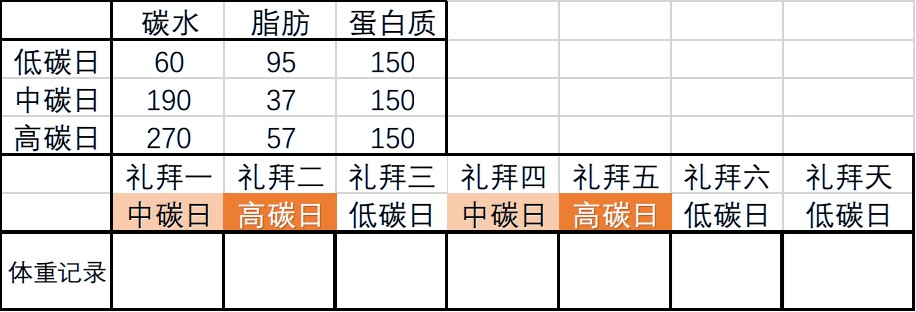 碳水 脂肪 蛋白质
低碳日 60 95 150
中碳日 190 37 150
高碳日 270 57 150
礼拜一 礼拜二 礼拜三 礼拜四 礼拜五 礼拜六 礼拜天
中碳日 高碳日 低碳日 中碳日 高碳日 低碳日 低碳日
体重记录